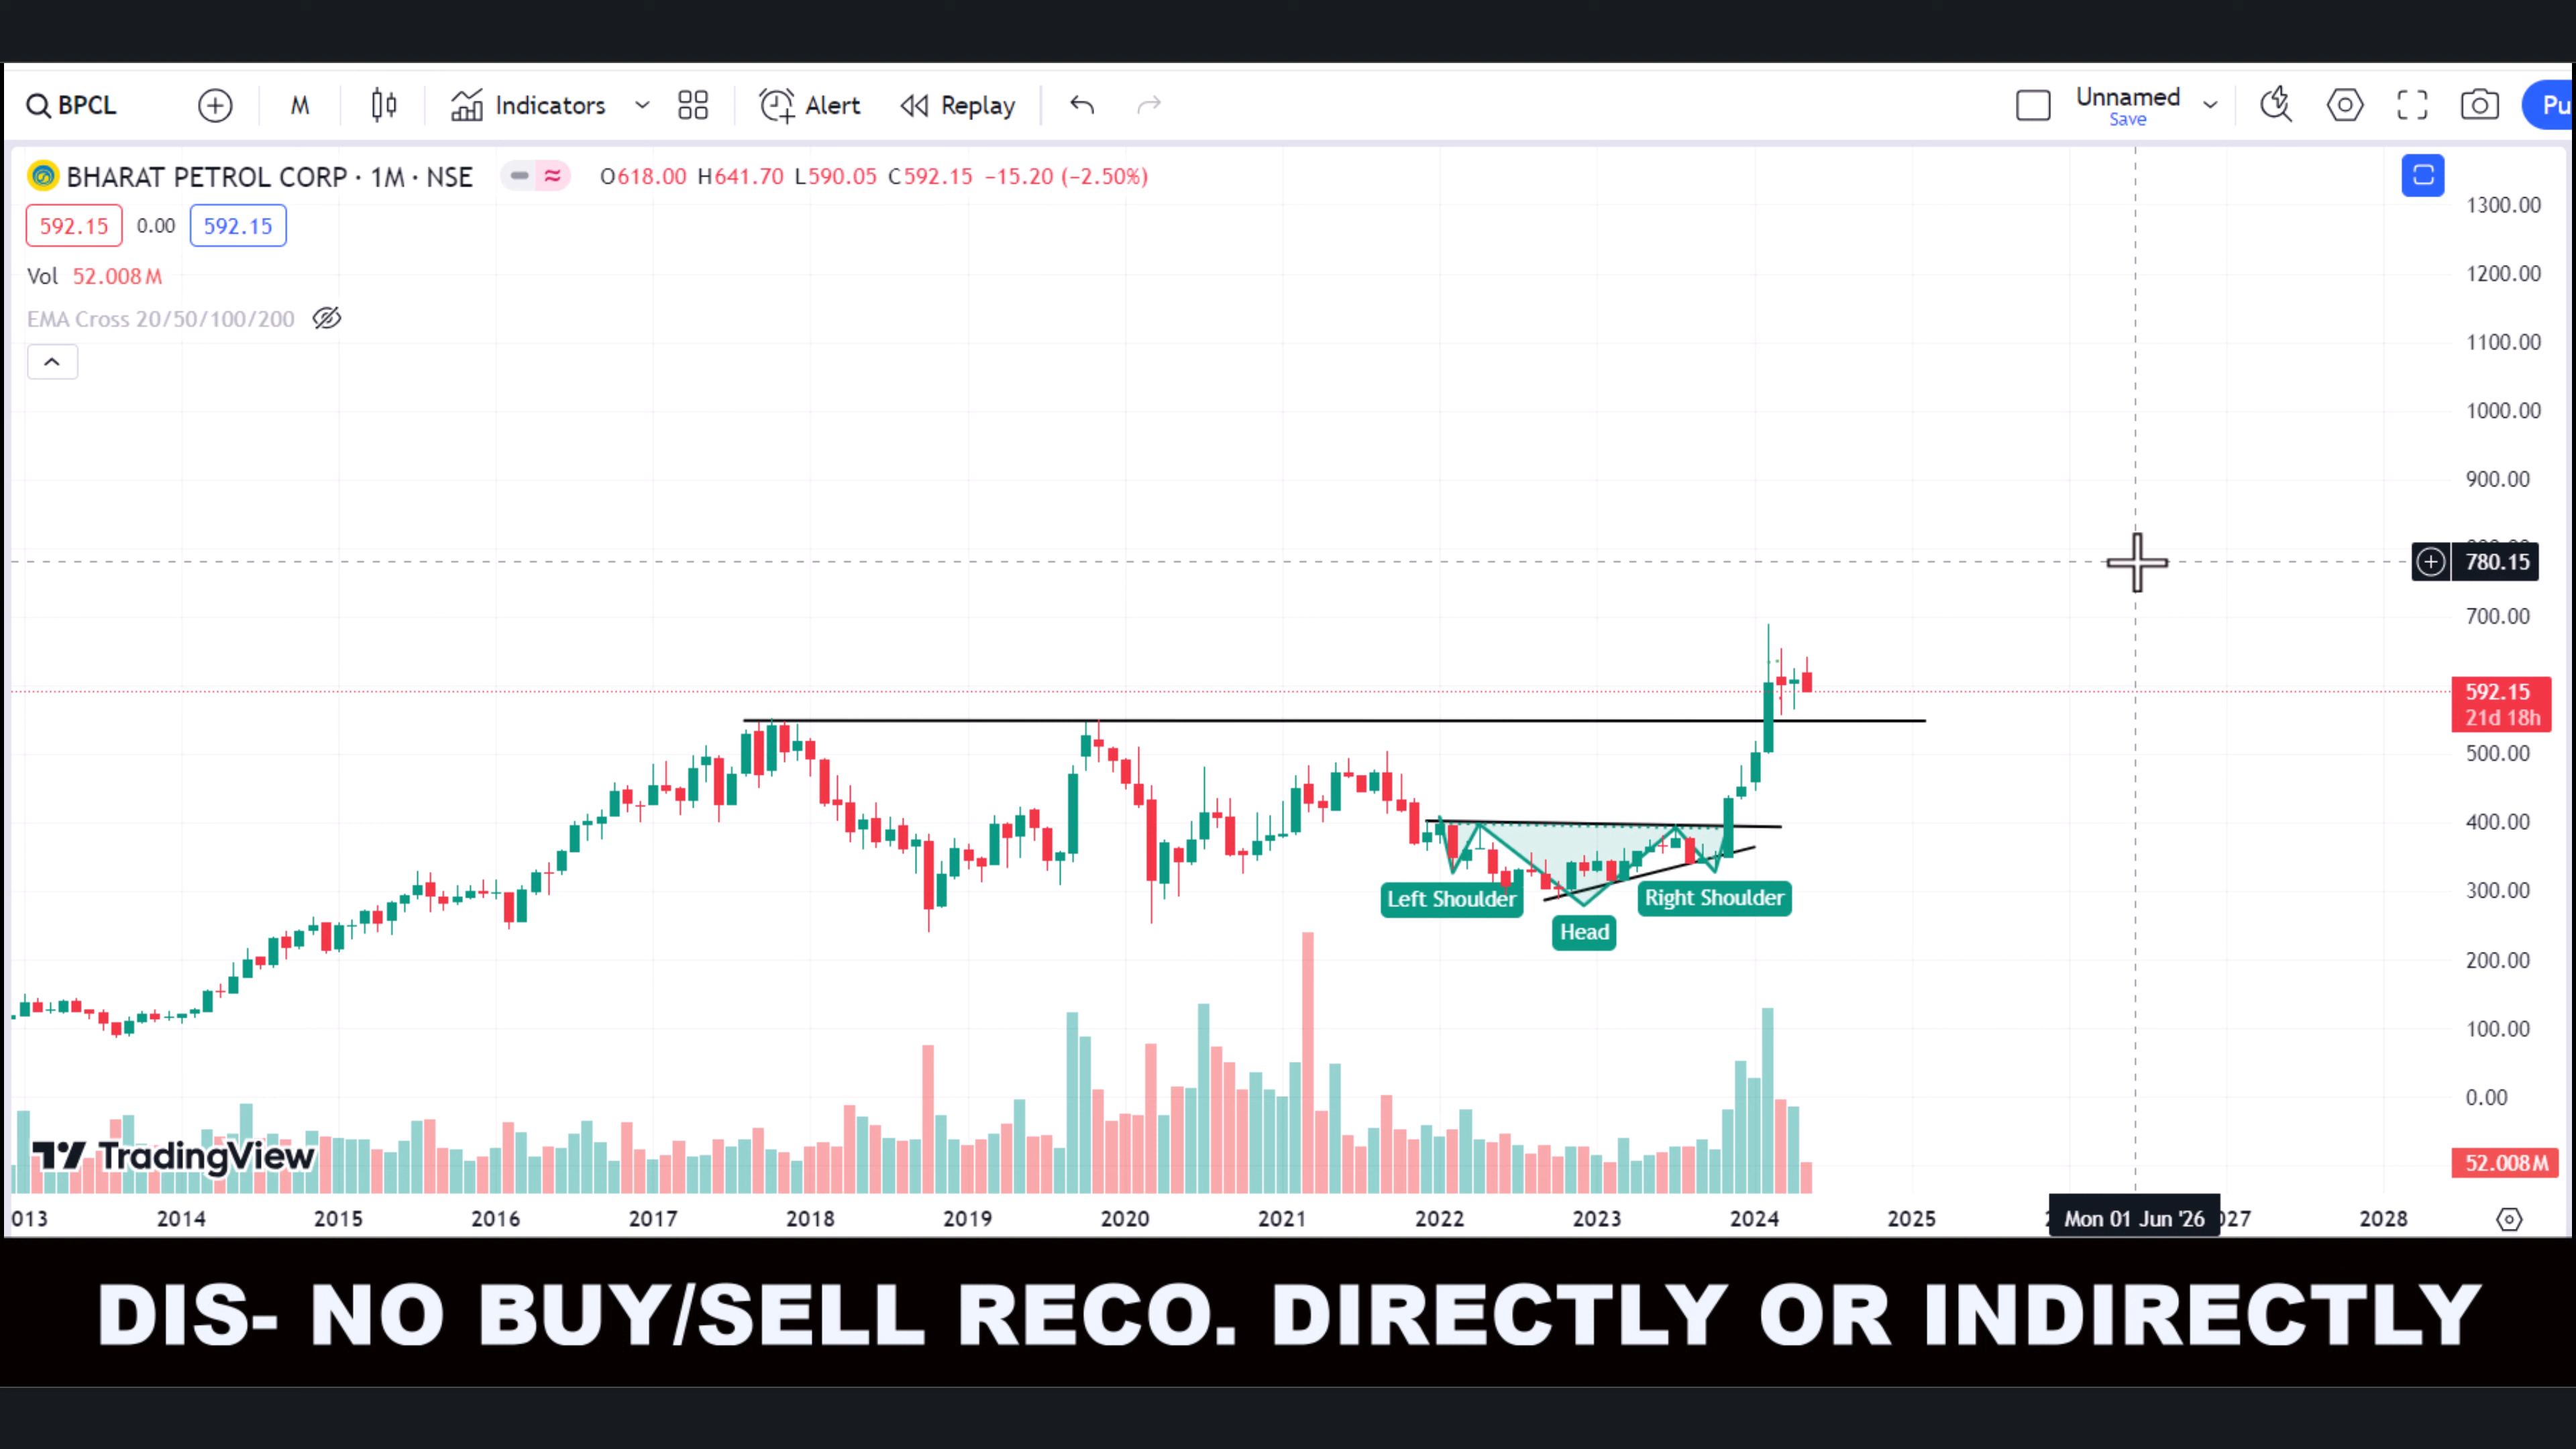 BPCL M Indicators Alert Replay Unnamed Pu
Save
BHARAT PETROL CORP · 1M · NSE O618.00 H641.70 L590.05 C592.15 −15.20 (−2.50%)
592.15 0.00 592.15
Vol 52.008 M
EMA Cross 20/50/100/200
1300.00
1200.00
1100.00
1000.00
900.00
780.15
700.00
592.15
21d 18h
500.00
400.00
300.00
200.00
100.00
0.00
52.008 M
Left Shoulder
Head
Right Shoulder
TradingView
013 2014 2015 2016 2017 2018 2019 2020 2021 2022 2023 2024 2025 Mon 01 Jun '26 027 2028
DIS- NO BUY/SELL RECO. DIRECTLY OR INDIRECTLY